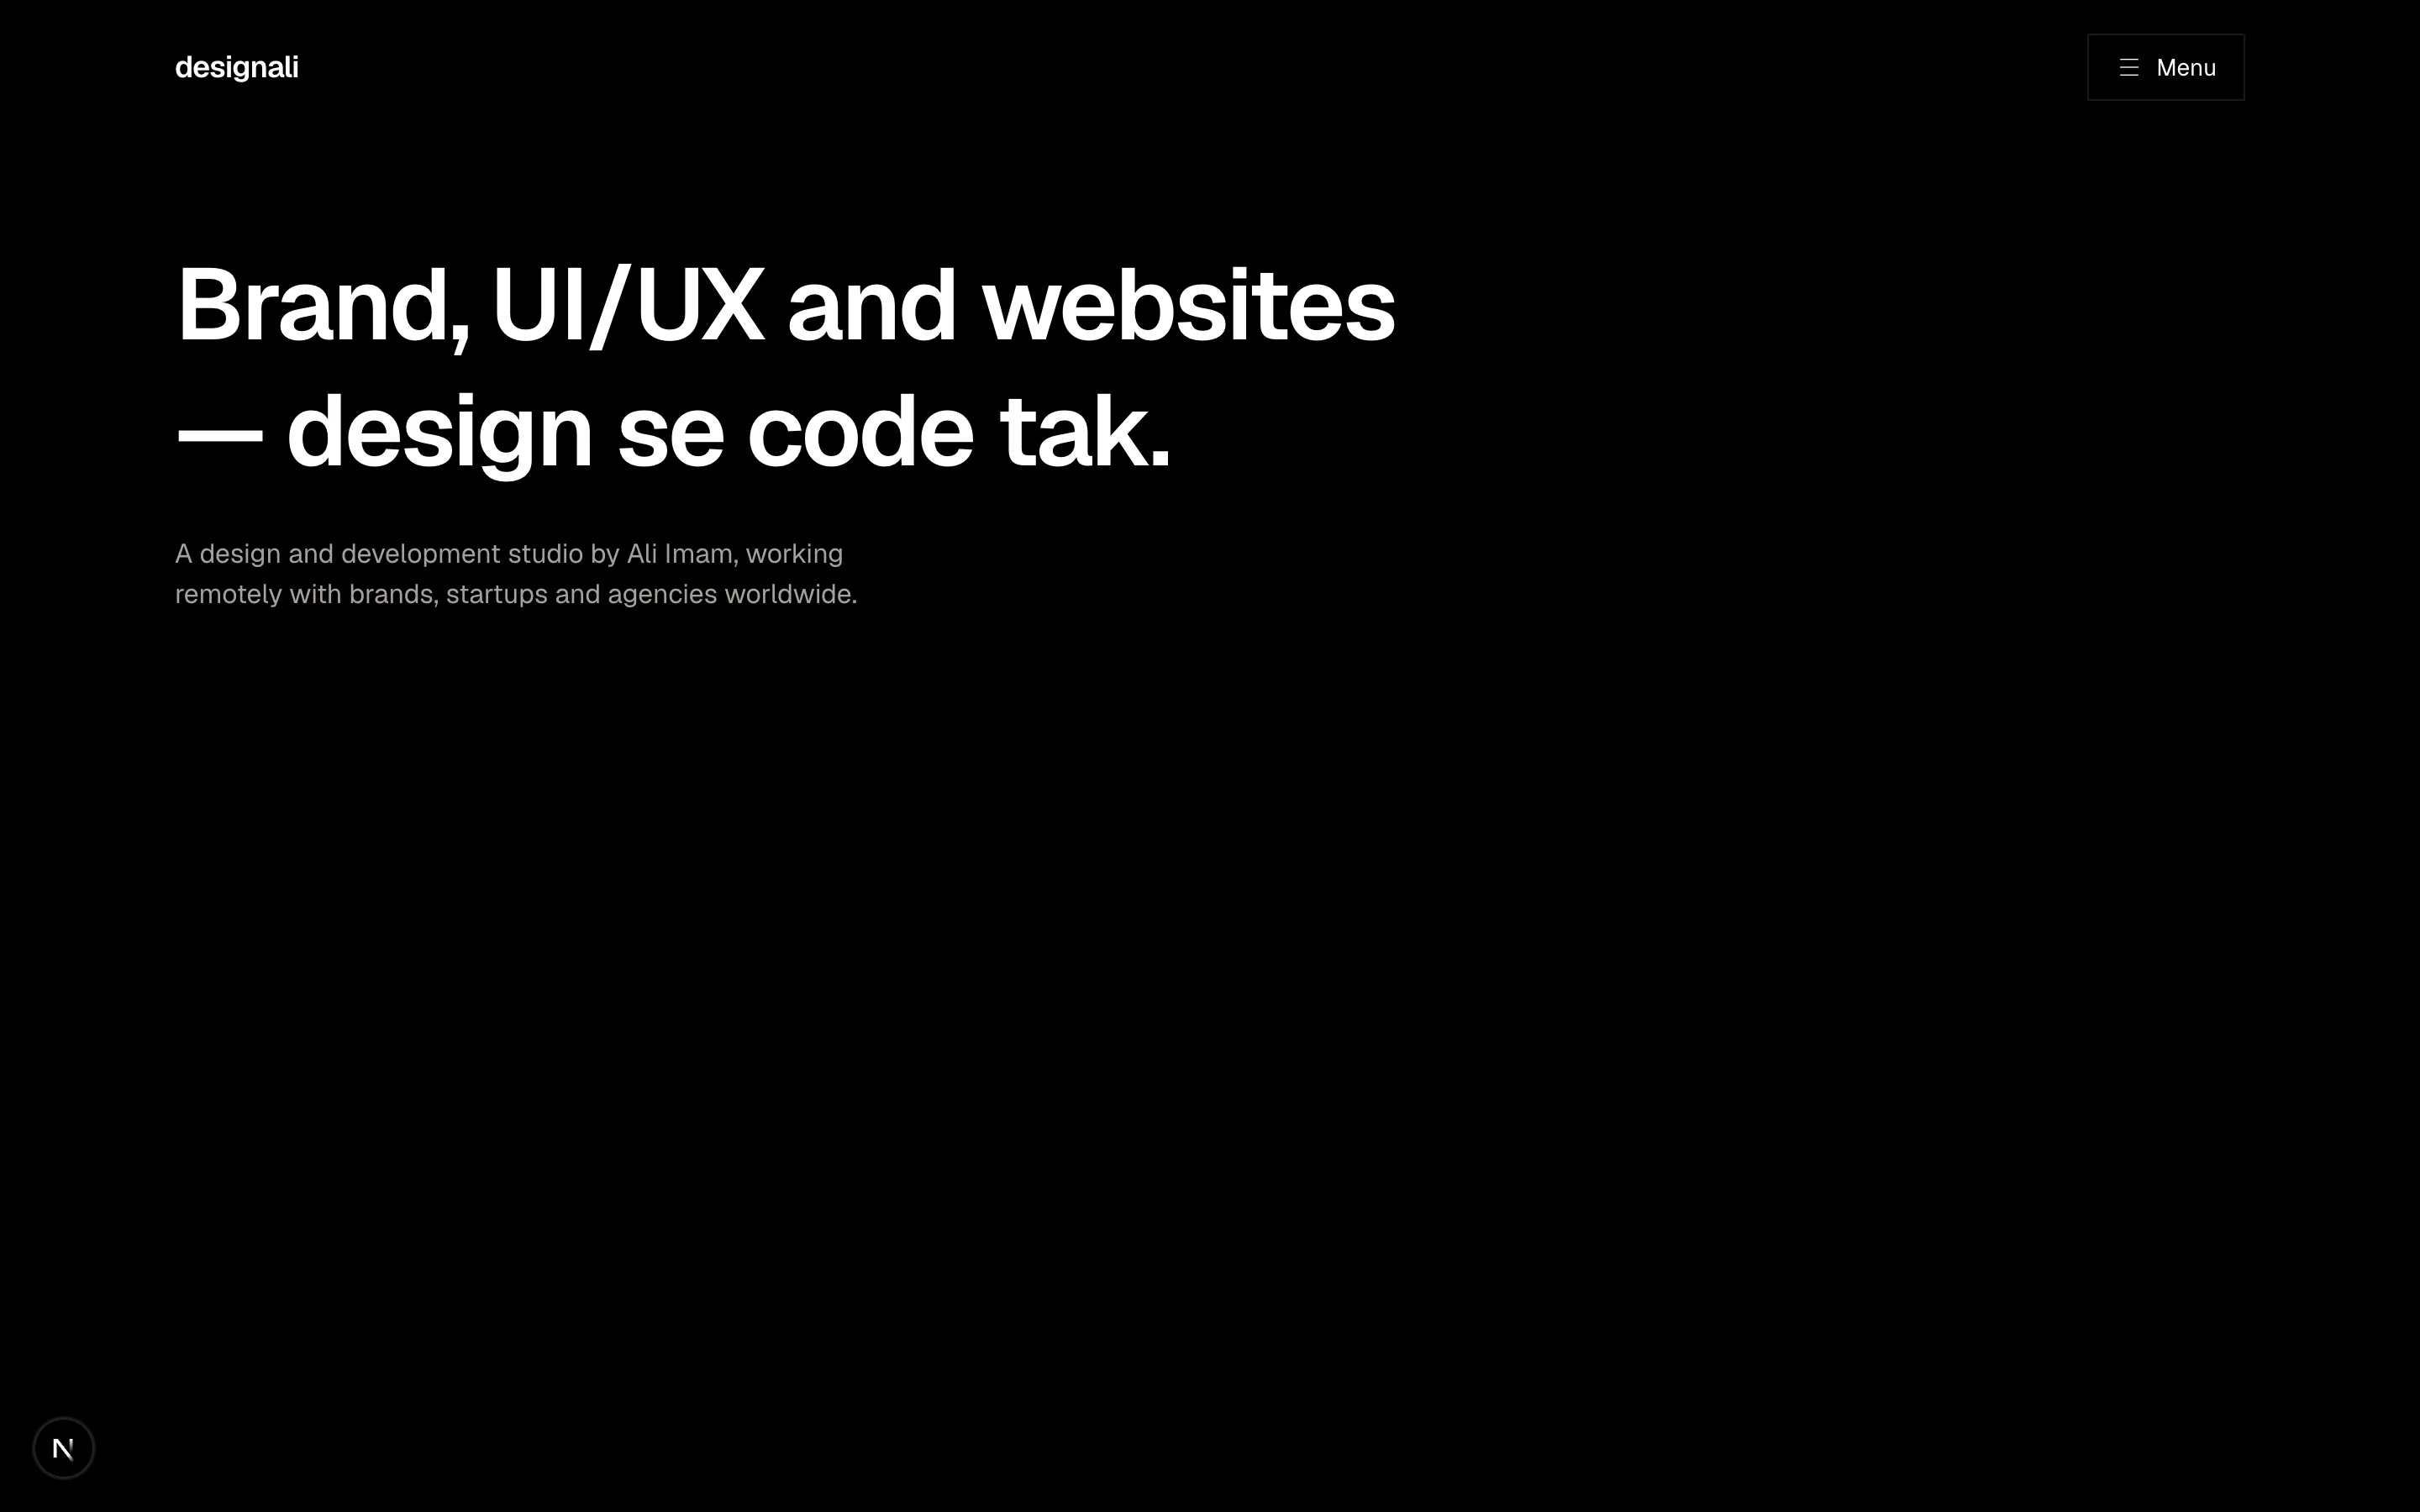 designali
Menu
Brand, UI/UX and websites
— design se code tak.
A design and development studio by Ali Imam, working
remotely with brands, startups and agencies worldwide.
N